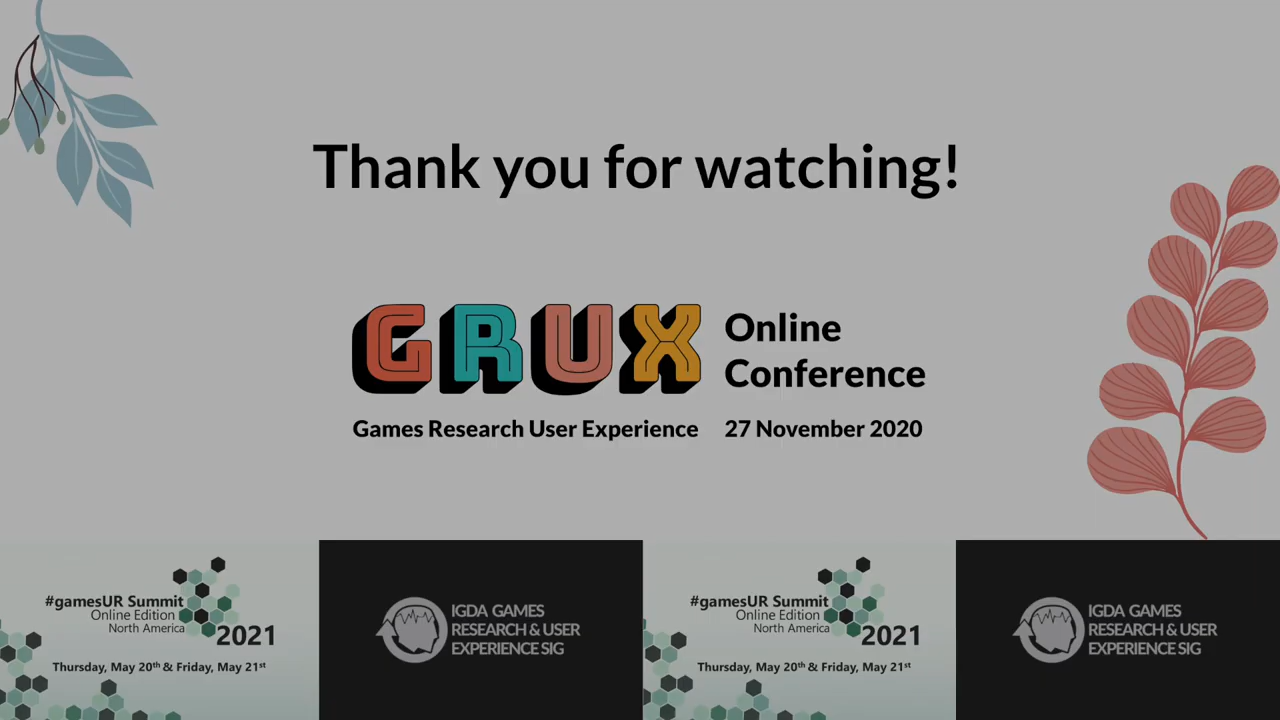 Thank you for watching!
GRUX
Online
Conference
Games Research User Experience
27 November 2020
#gamesUR Summit
Online Edition
North America
2021
Thursday, May 20th & Friday, May 21st
IGDA GAMES
RESEARCH & USER
EXPERIENCE SIG
#gamesUR Summit
Online Edition
North America
2021
Thursday, May 20th & Friday, May 21st
IGDA GAMES
RESEARCH & USER
EXPERIENCE SIG